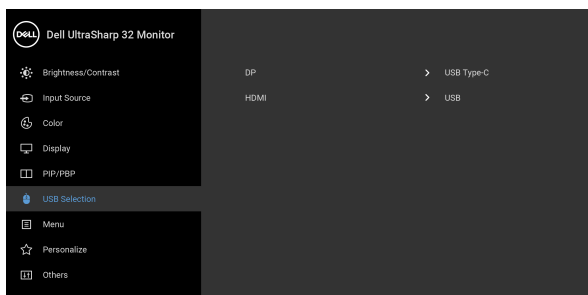 DELL Dell UltraSharp 32 Monitor
Brightness/Contrast
DP USB Type-C
Input Source
HDMI USB
Color
Display
PIP/PBP
USB Selection
Menu
Personalize
Others